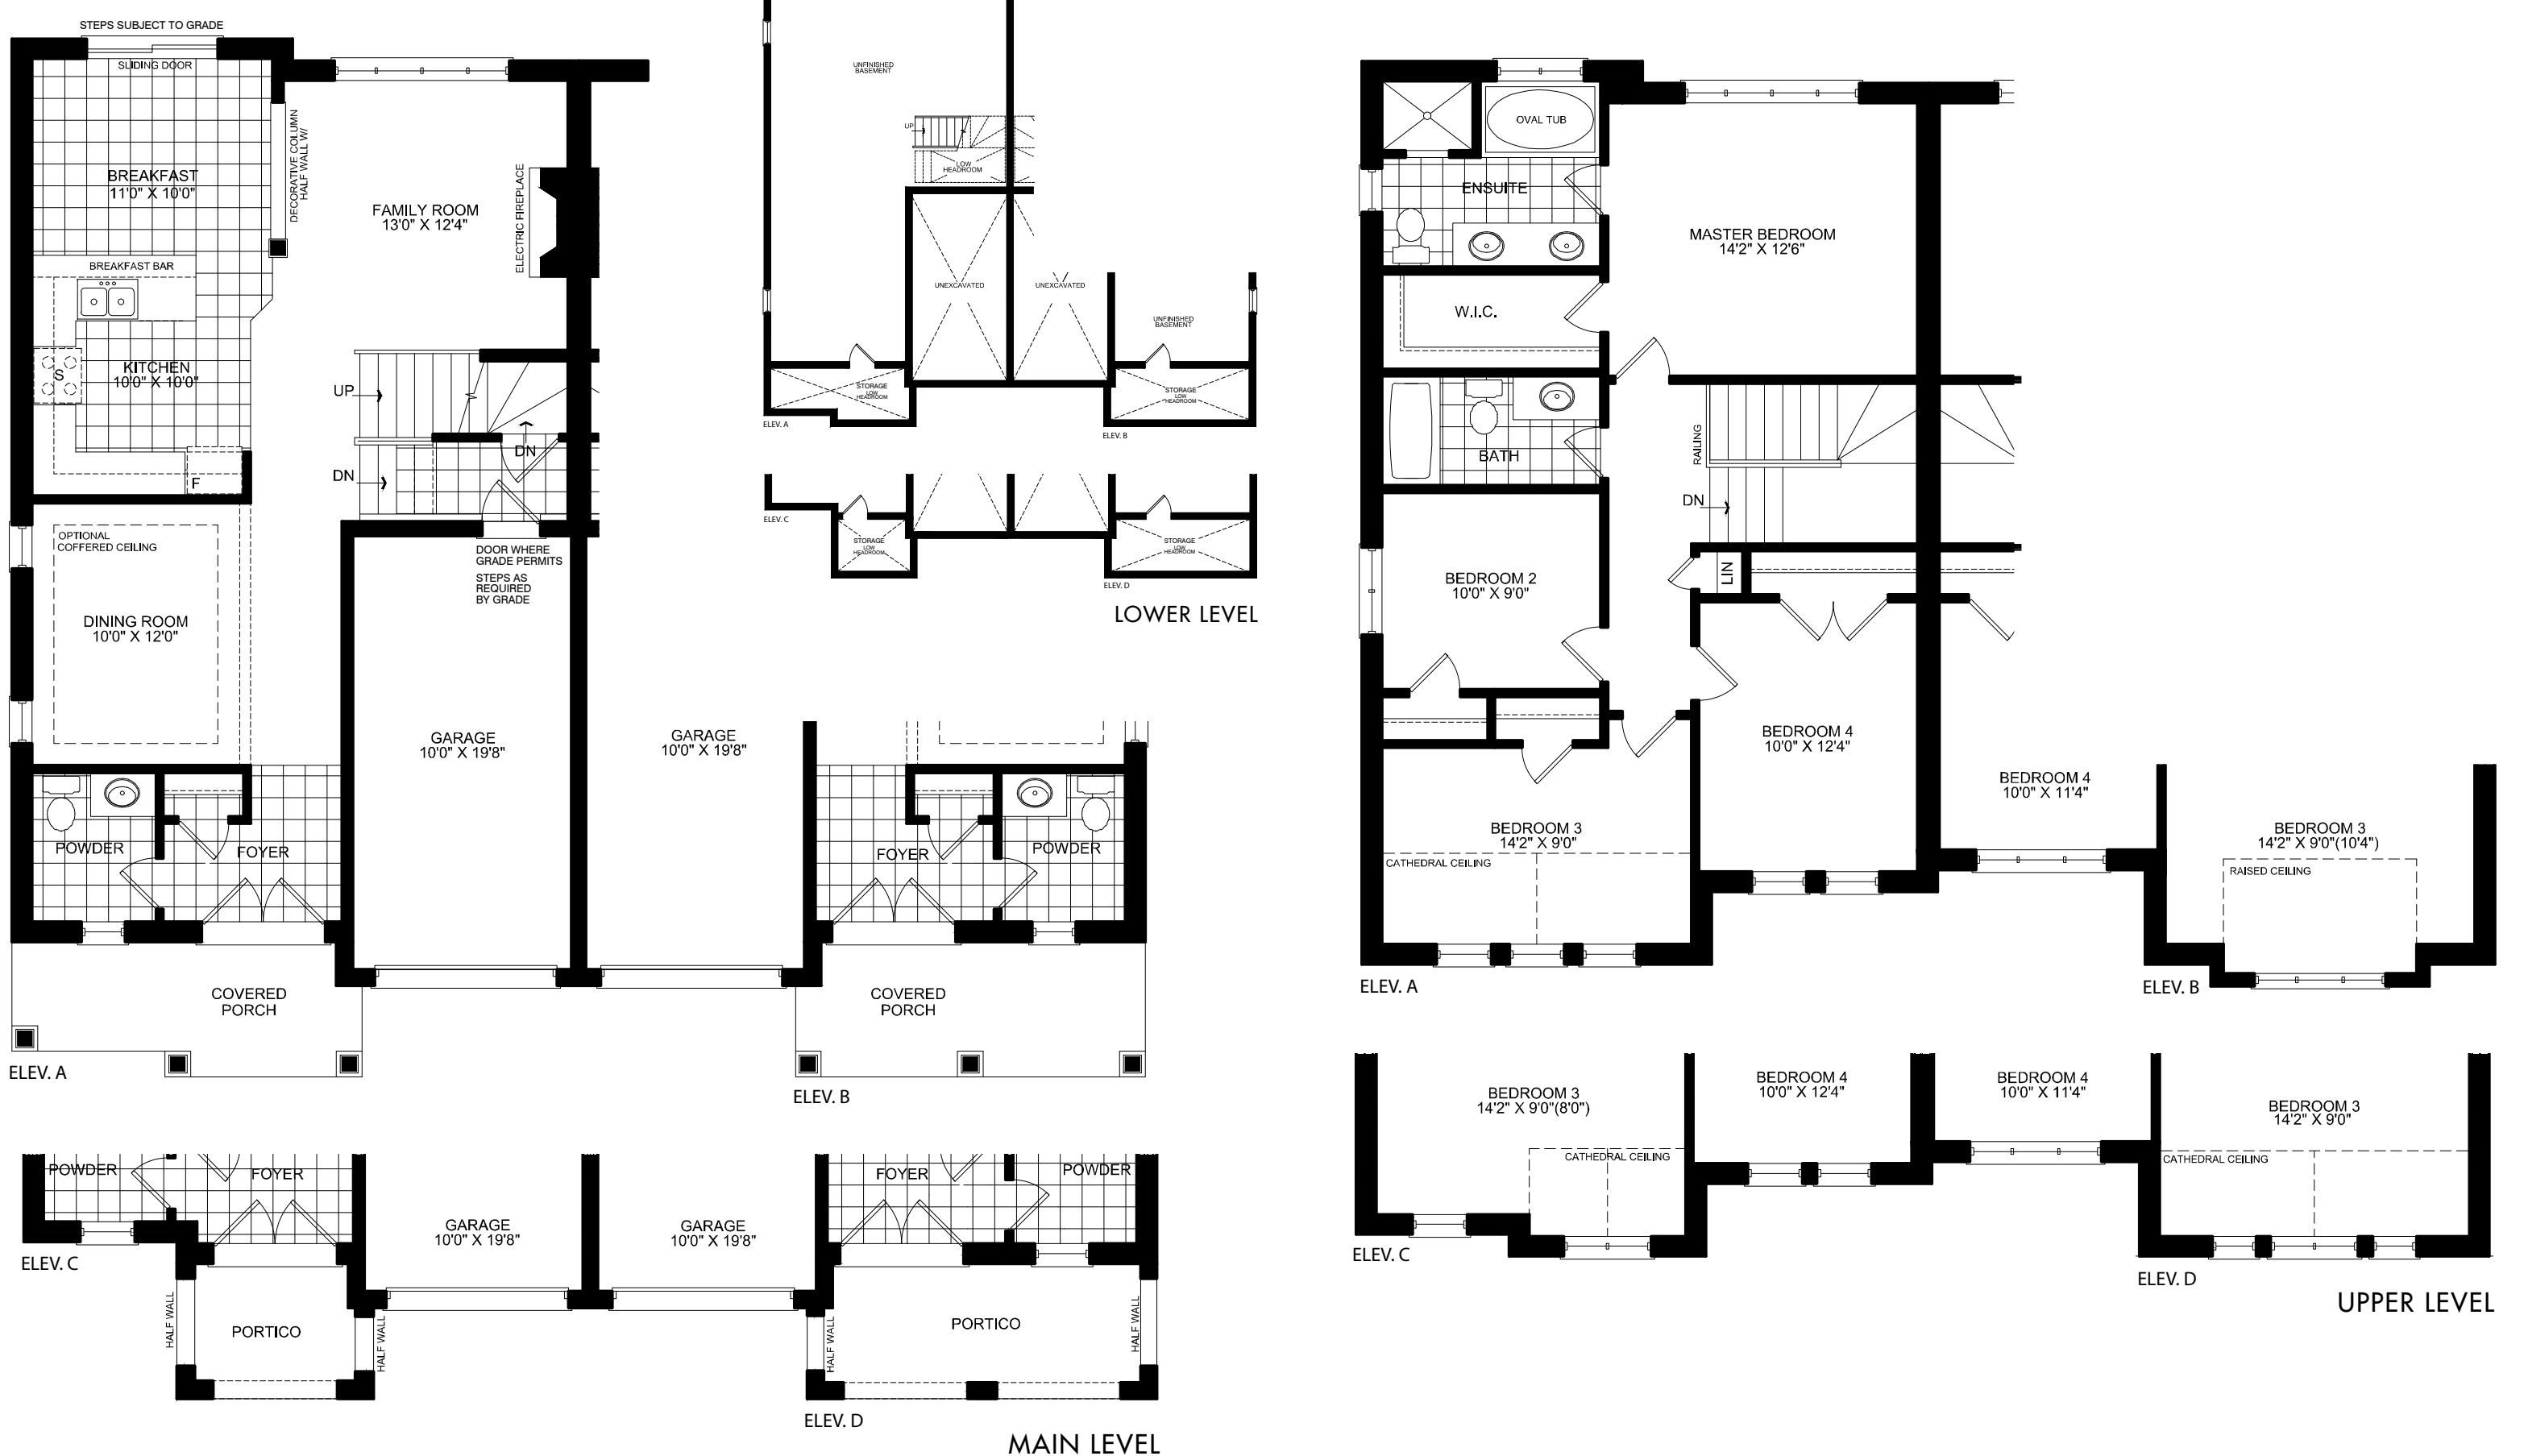 STEPS SUBJECT TO GRADE
SLIDING DOOR
BREAKFAST
11'0" X 10'0"
DECORATIVE COLUMN
HALF WALL W/
FAMILY ROOM
13'0" X 12'4"
ELECTRIC FIREPLACE
BREAKFAST BAR
KITCHEN
10'0" X 10'0"
S
F
UP
DN
DN
OPTIONAL
COFFERED CEILING
DOOR WHERE
GRADE PERMITS
STEPS AS
REQUIRED
BY GRADE
DINING ROOM
10'0" X 12'0"
GARAGE
10'0" X 19'8"
GARAGE
10'0" X 19'8"
POWDER
FOYER
FOYER
POWDER
COVERED
PORCH
COVERED
PORCH
ELEV. A
ELEV. B
POWDER
FOYER
GARAGE
10'0" X 19'8"
GARAGE
10'0" X 19'8"
FOYER
POWDER
ELEV. C
HALF WALL
PORTICO
HALF WALL
HALF WALL
PORTICO
HALF WALL
ELEV. D
MAIN LEVEL
UNFINISHED
BASEMENT
UP
LOW
HEADROOM
UNEXCAVATED
UNEXCAVATED
UNFINISHED
BASEMENT
STORAGE
LOW
HEADROOM
STORAGE
LOW
HEADROOM
ELEV. A
ELEV. B
ELEV. C
STORAGE
LOW
HEADROOM
STORAGE
LOW
HEADROOM
ELEV. D
LOWER LEVEL
OVAL TUB
ENSUITE
MASTER BEDROOM
14'2" X 12'6"
W.I.C.
BATH
RAILING
DN
LIN
BEDROOM 2
10'0" X 9'0"
BEDROOM 4
10'0" X 12'4"
BEDROOM 4
10'0" X 11'4"
BEDROOM 3
14'2" X 9'0"
CATHEDRAL CEILING
BEDROOM 3
14'2" X 9'0"(10'4")
RAISED CEILING
ELEV. A
ELEV. B
BEDROOM 3
14'2" X 9'0"(8'0")
CATHEDRAL CEILING
BEDROOM 4
10'0" X 12'4"
BEDROOM 4
10'0" X 11'4"
BEDROOM 3
14'2" X 9'0"
CATHEDRAL CEILING
ELEV. C
ELEV. D
UPPER LEVEL